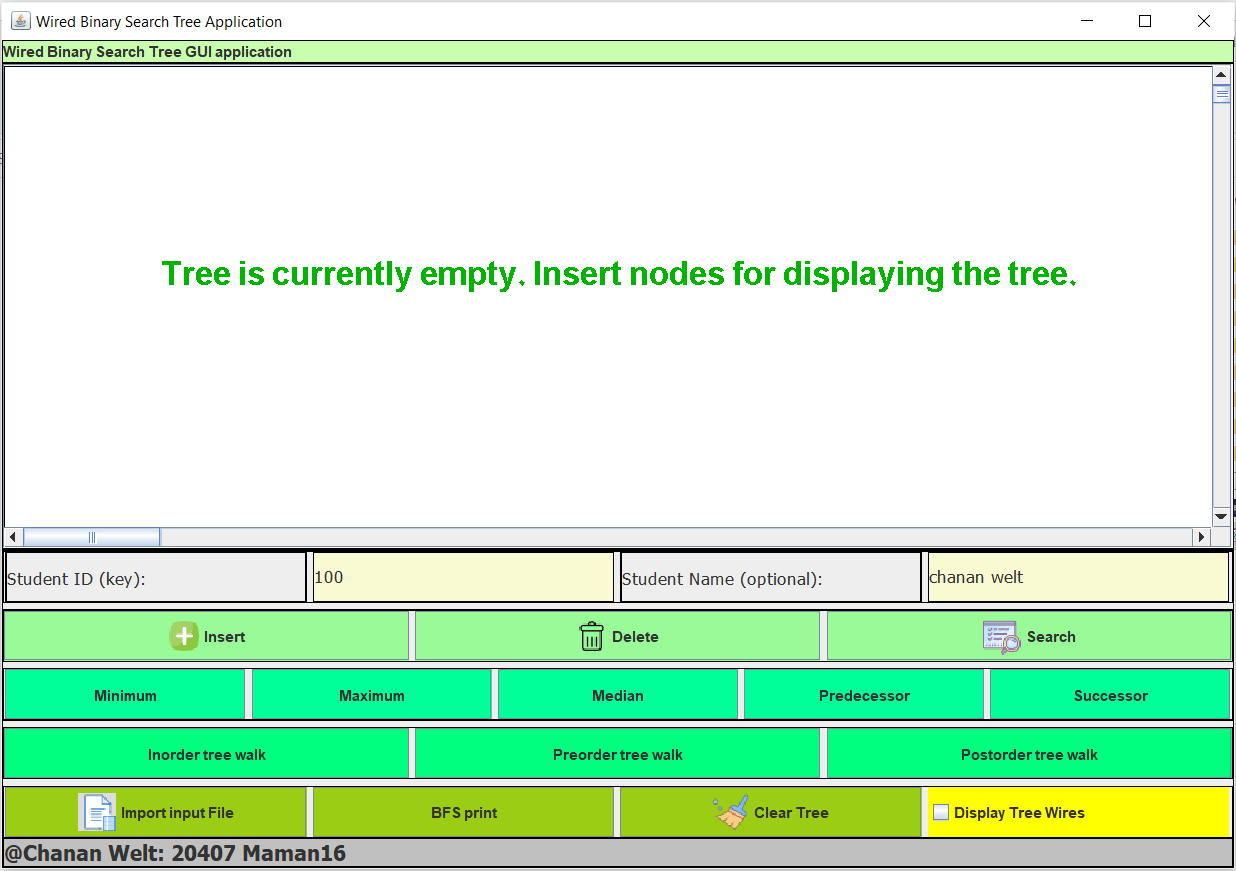 Wired Binary Search Tree Application
Wired Binary Search Tree GUI application
Tree is currently empty. Insert nodes for displaying the tree.
Student ID (key): 100 Student Name (optional): chanan welt
Insert Delete Search
Minimum Maximum Median Predecessor Successor
Inorder tree walk Preorder tree walk Postorder tree walk
Import input File BFS print Clear Tree Display Tree Wires
@Chanan Welt: 20407 Maman16